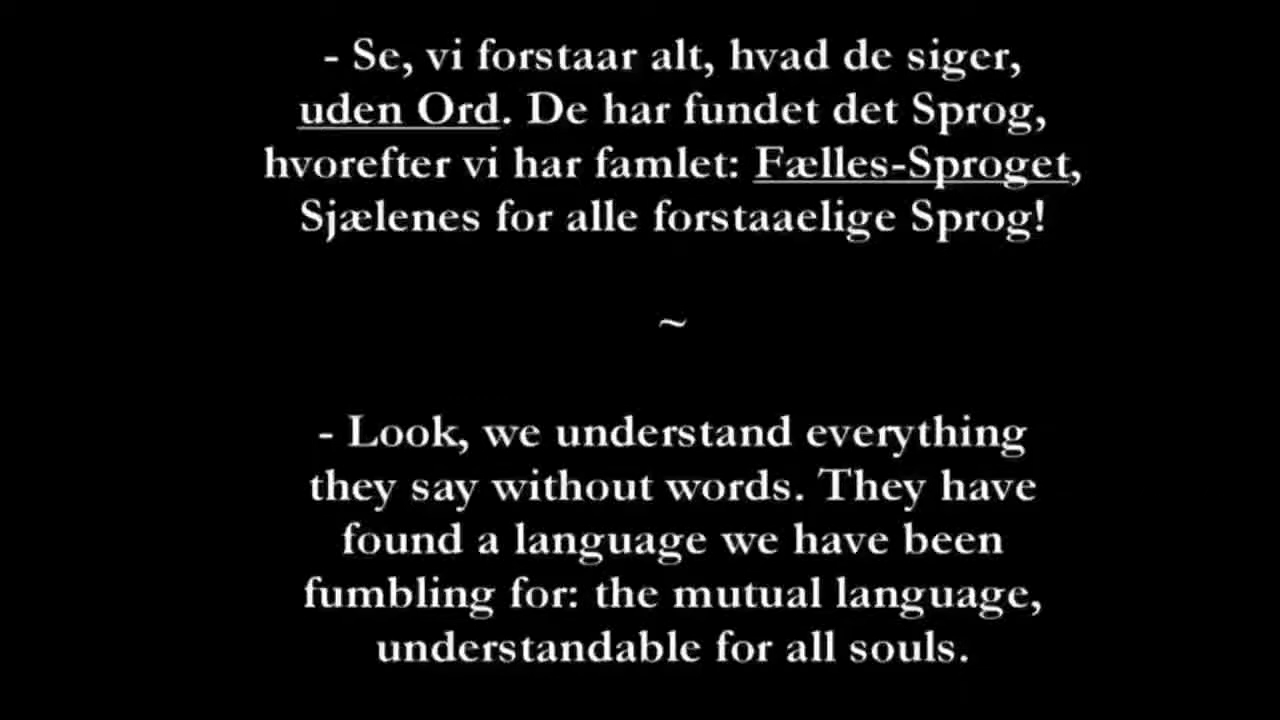 - Se, vi forstaar alt, hvad de siger,
uden Ord. De har fundet det Sprog,
hvorefter vi har famlet: Fælles-Sproget,
Sjælenes for alle forstaaelige Sprog!
~
- Look, we understand everything
they say without words. They have
found a language we have been
fumbling for: the mutual language,
understandable for all souls.